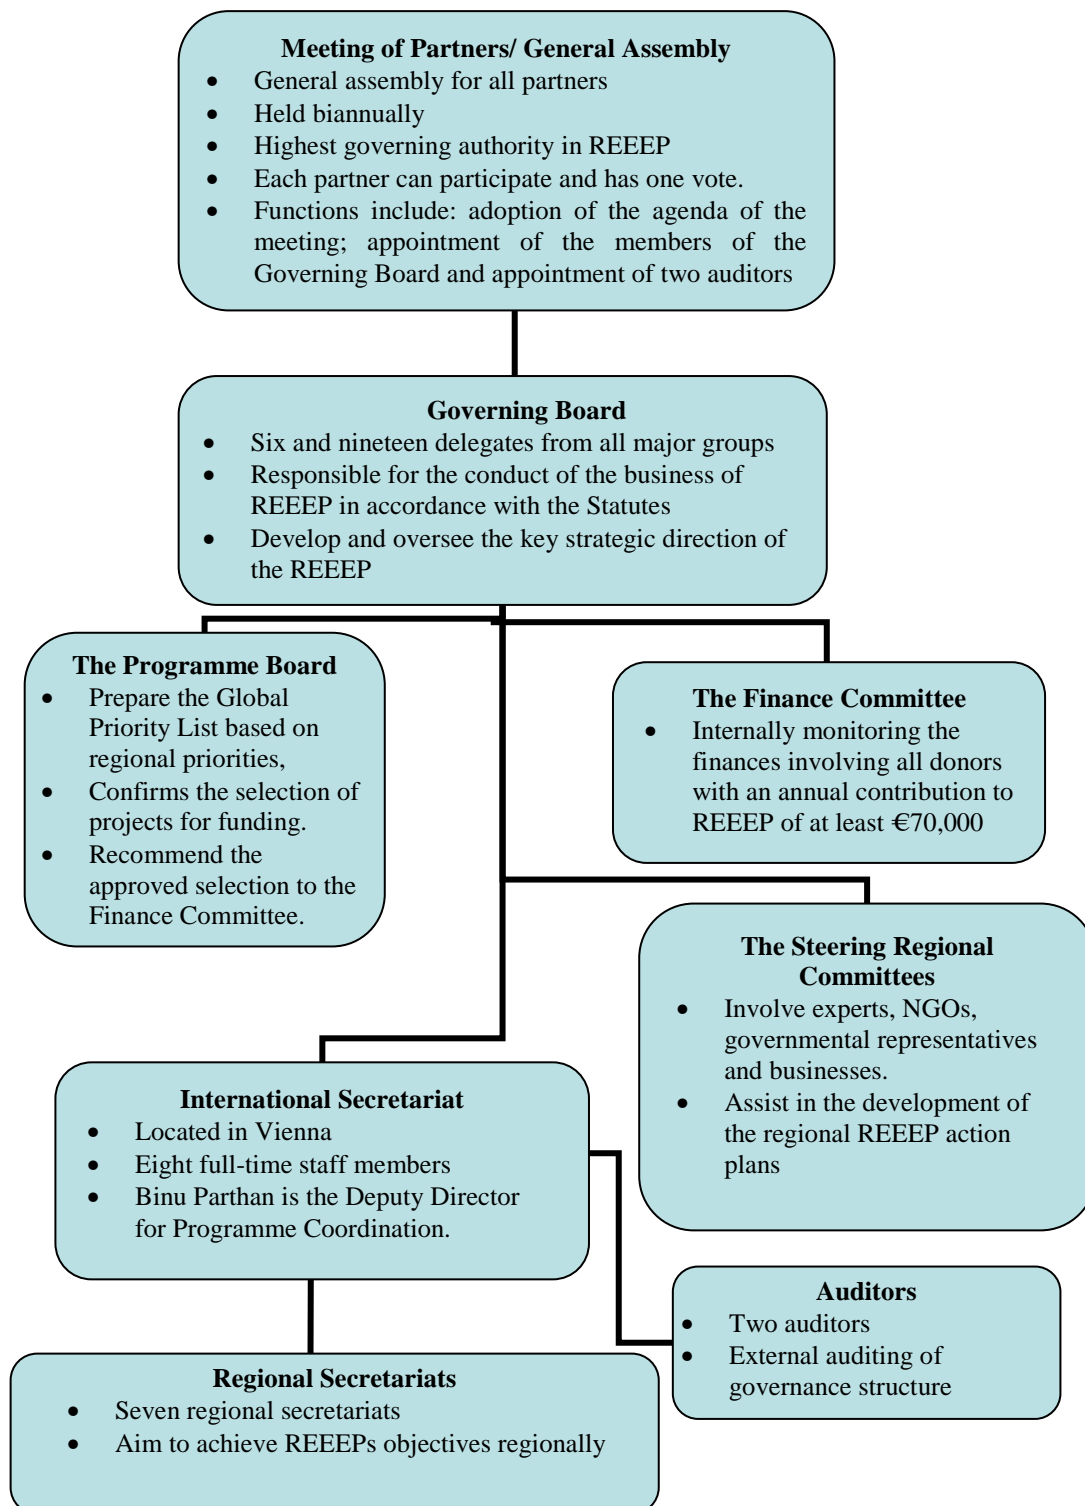 Meeting of Partners/ General Assembly
• General assembly for all partners
• Held biannually
• Highest governing authority in REEEP
• Each partner can participate and has one vote.
• Functions include: adoption of the agenda of the
meeting; appointment of the members of the
Governing Board and appointment of two auditors
Governing Board
• Six and nineteen delegates from all major groups
• Responsible for the conduct of the business of
REEEP in accordance with the Statutes
• Develop and oversee the key strategic direction of
the REEEP
The Programme Board
• Prepare the Global
Priority List based on
regional priorities,
• Confirms the selection of
projects for funding.
• Recommend the
approved selection to the
Finance Committee.
The Finance Committee
• Internally monitoring the
finances involving all donors
with an annual contribution to
REEEP of at least €70,000
The Steering Regional
Committees
• Involve experts, NGOs,
governmental representatives
and businesses.
• Assist in the development of
the regional REEEP action
plans
International Secretariat
• Located in Vienna
• Eight full-time staff members
• Binu Parthan is the Deputy Director
for Programme Coordination.
Auditors
• Two auditors
• External auditing of
governance structure
Regional Secretariats
• Seven regional secretariats
• Aim to achieve REEEPs objectives regionally